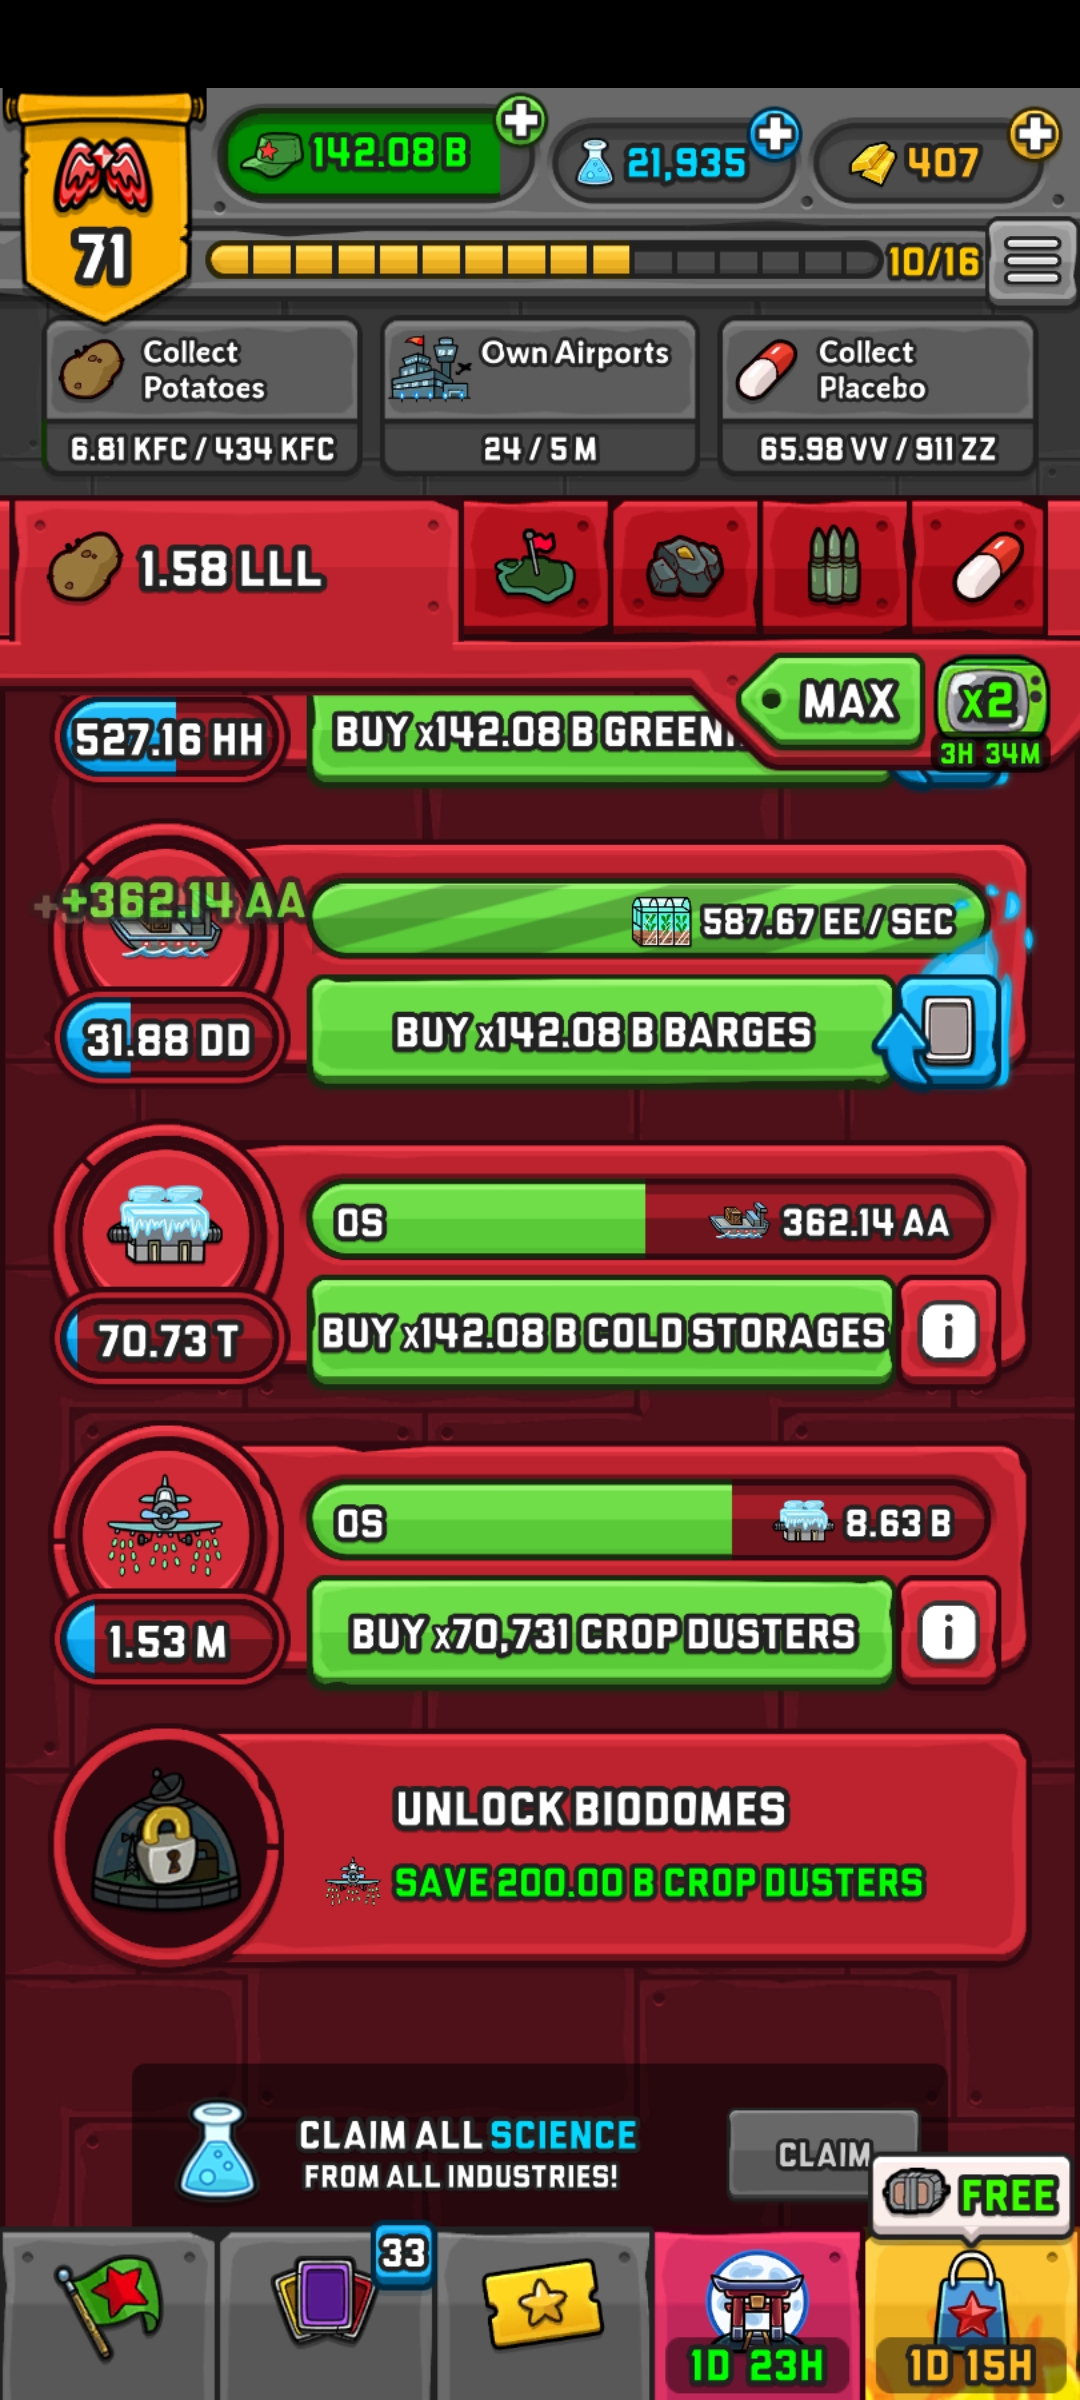 142.08 B
21,935
407
71
10/16
Collect
Potatoes
Own Airports
Collect
Placebo
6.81 KFC / 434 KFC
24 / 5 M
65.98 VV / 911 ZZ
1.58 LLL
MAX
x2
3H 34M
527.16 HH
BUY x142.08 B
+362.14 AA
587.67 EE / SEC
31.88 DD
BUY x142.08 B BARGES
0S
362.14 AA
70.73 T
BUY x142.08 B COLD STORAGES
i
0S
8.63 B
1.53 M
BUY x70,731 CROP DUSTERS
i
UNLOCK BIODOMES
SAVE 200.00 B CROP DUSTERS
CLAIM ALL SCIENCE
FROM ALL INDUSTRIES!
CLAIM
FREE
33
1D 23H
1D 15H